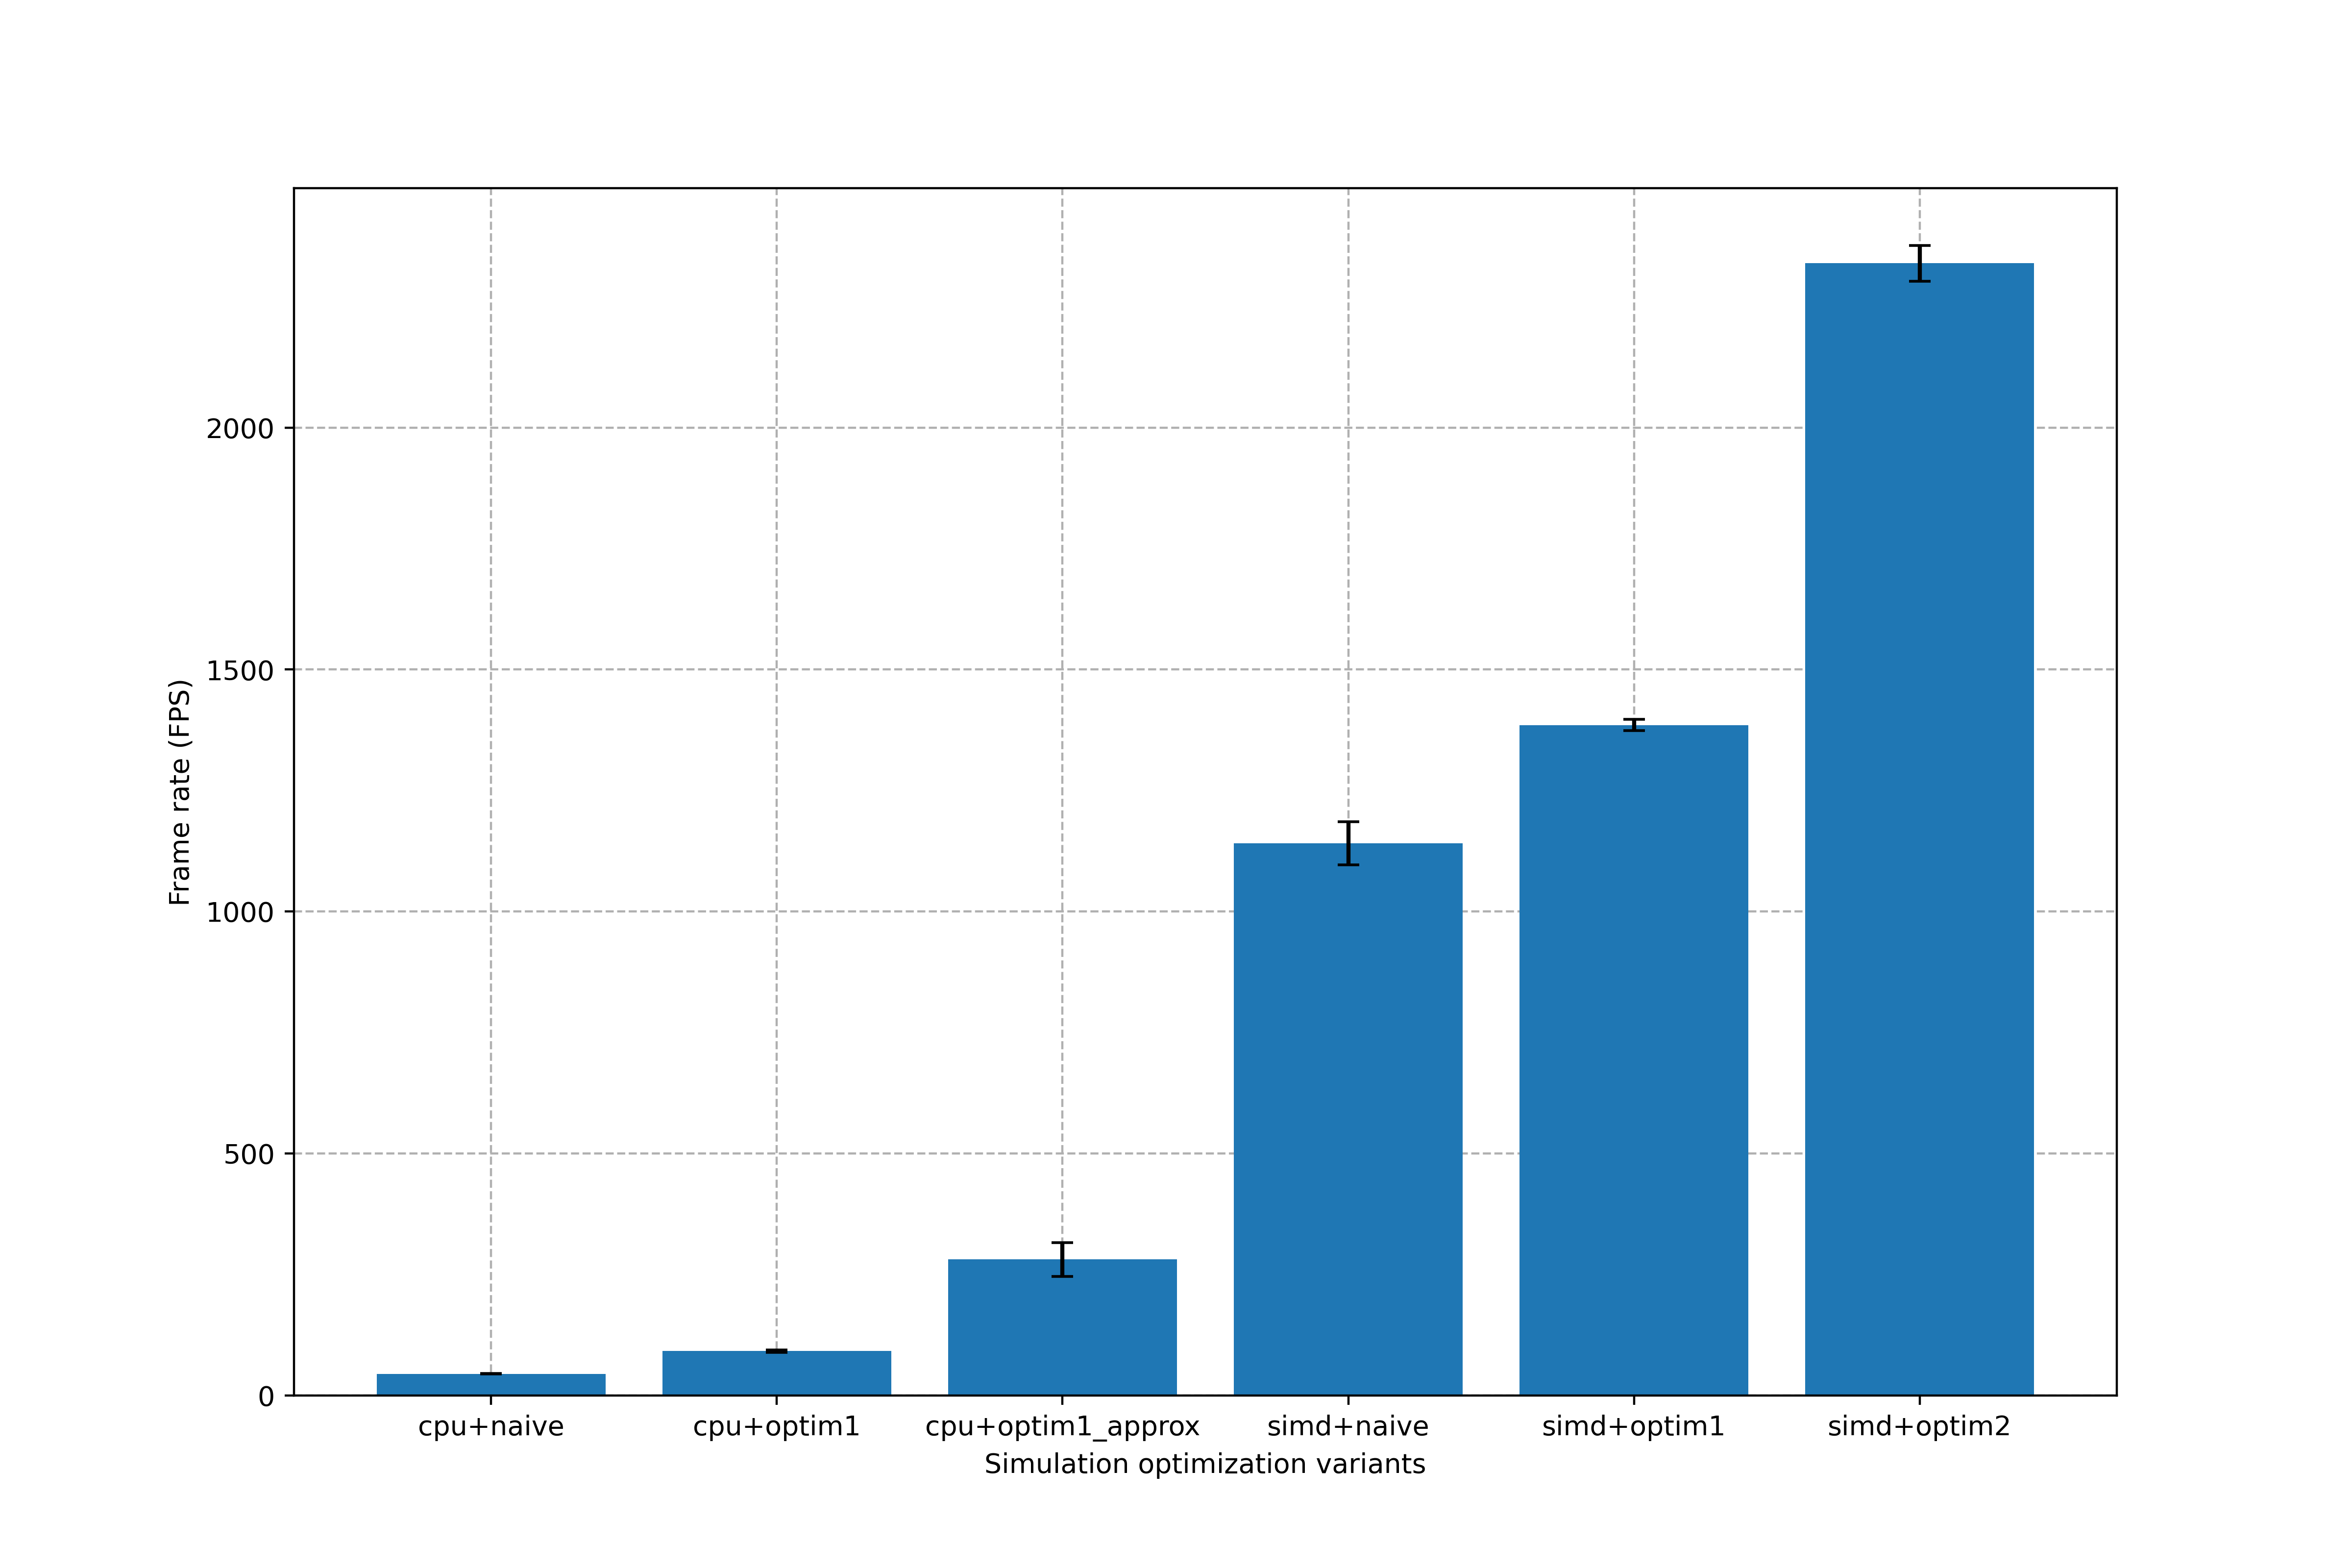 2000
1500
1000
500
0
Frame rate (FPS)
cpu+naive
cpu+optim1
cpu+optim1_approx
simd+naive
simd+optim1
simd+optim2
Simulation optimization variants